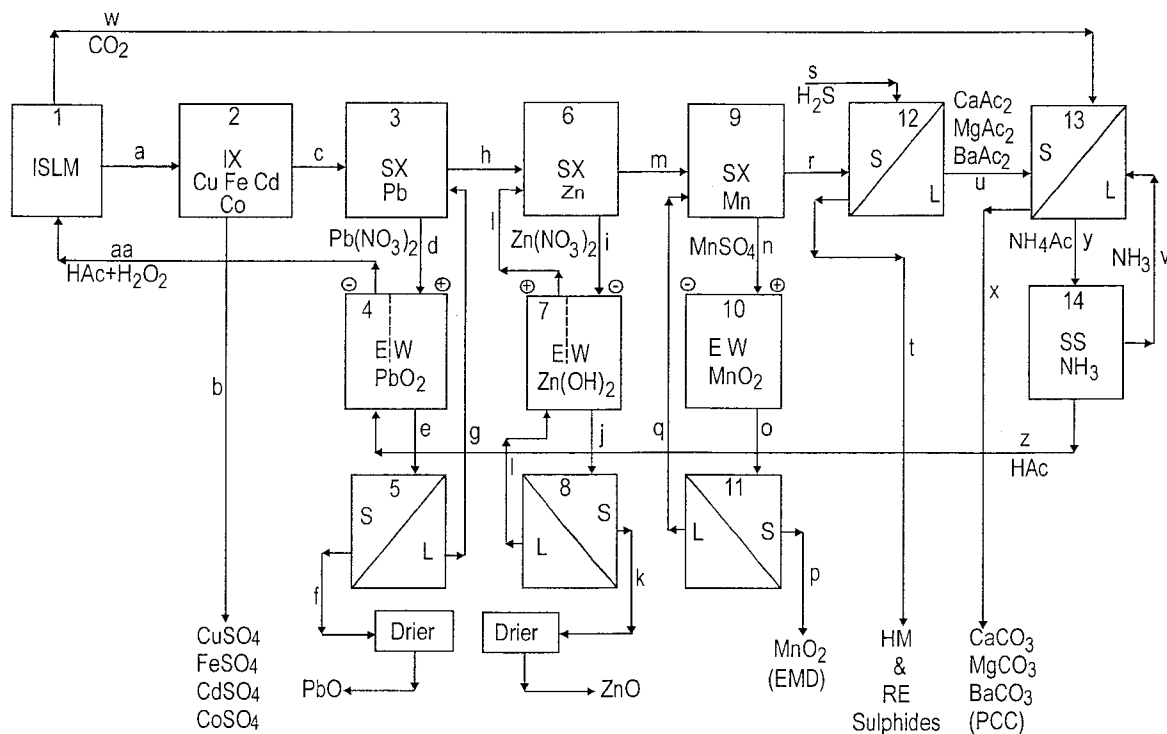 w
CO2
1
ISLM
a
2
IX
Cu Fe Cd
Co
c
3
SX
Pb
h
6
SX
Zn
m
9
SX
Mn
r
s
H2S
12
S
L
CaAc2
MgAc2
BaAc2
u
13
S
L
aa
HAc+H2O2
Pb(NO3)2
d
g
l
Zn(NO3)2
i
q
MnSO4
n
t
x
NH4Ac
y
NH3
v
4
EW
PbO2
7
EW
Zn(OH)2
10
EW
MnO2
14
SS
NH3
b
e
j
o
z
HAc
5
S
L
l
8
S
L
11
L
S
f
k
p
Drier
Drier
PbO
ZnO
CuSO4
FeSO4
CdSO4
CoSO4
MnO2
(EMD)
HM
&
RE
Sulphides
CaCO3
MgCO3
BaCO3
(PCC)